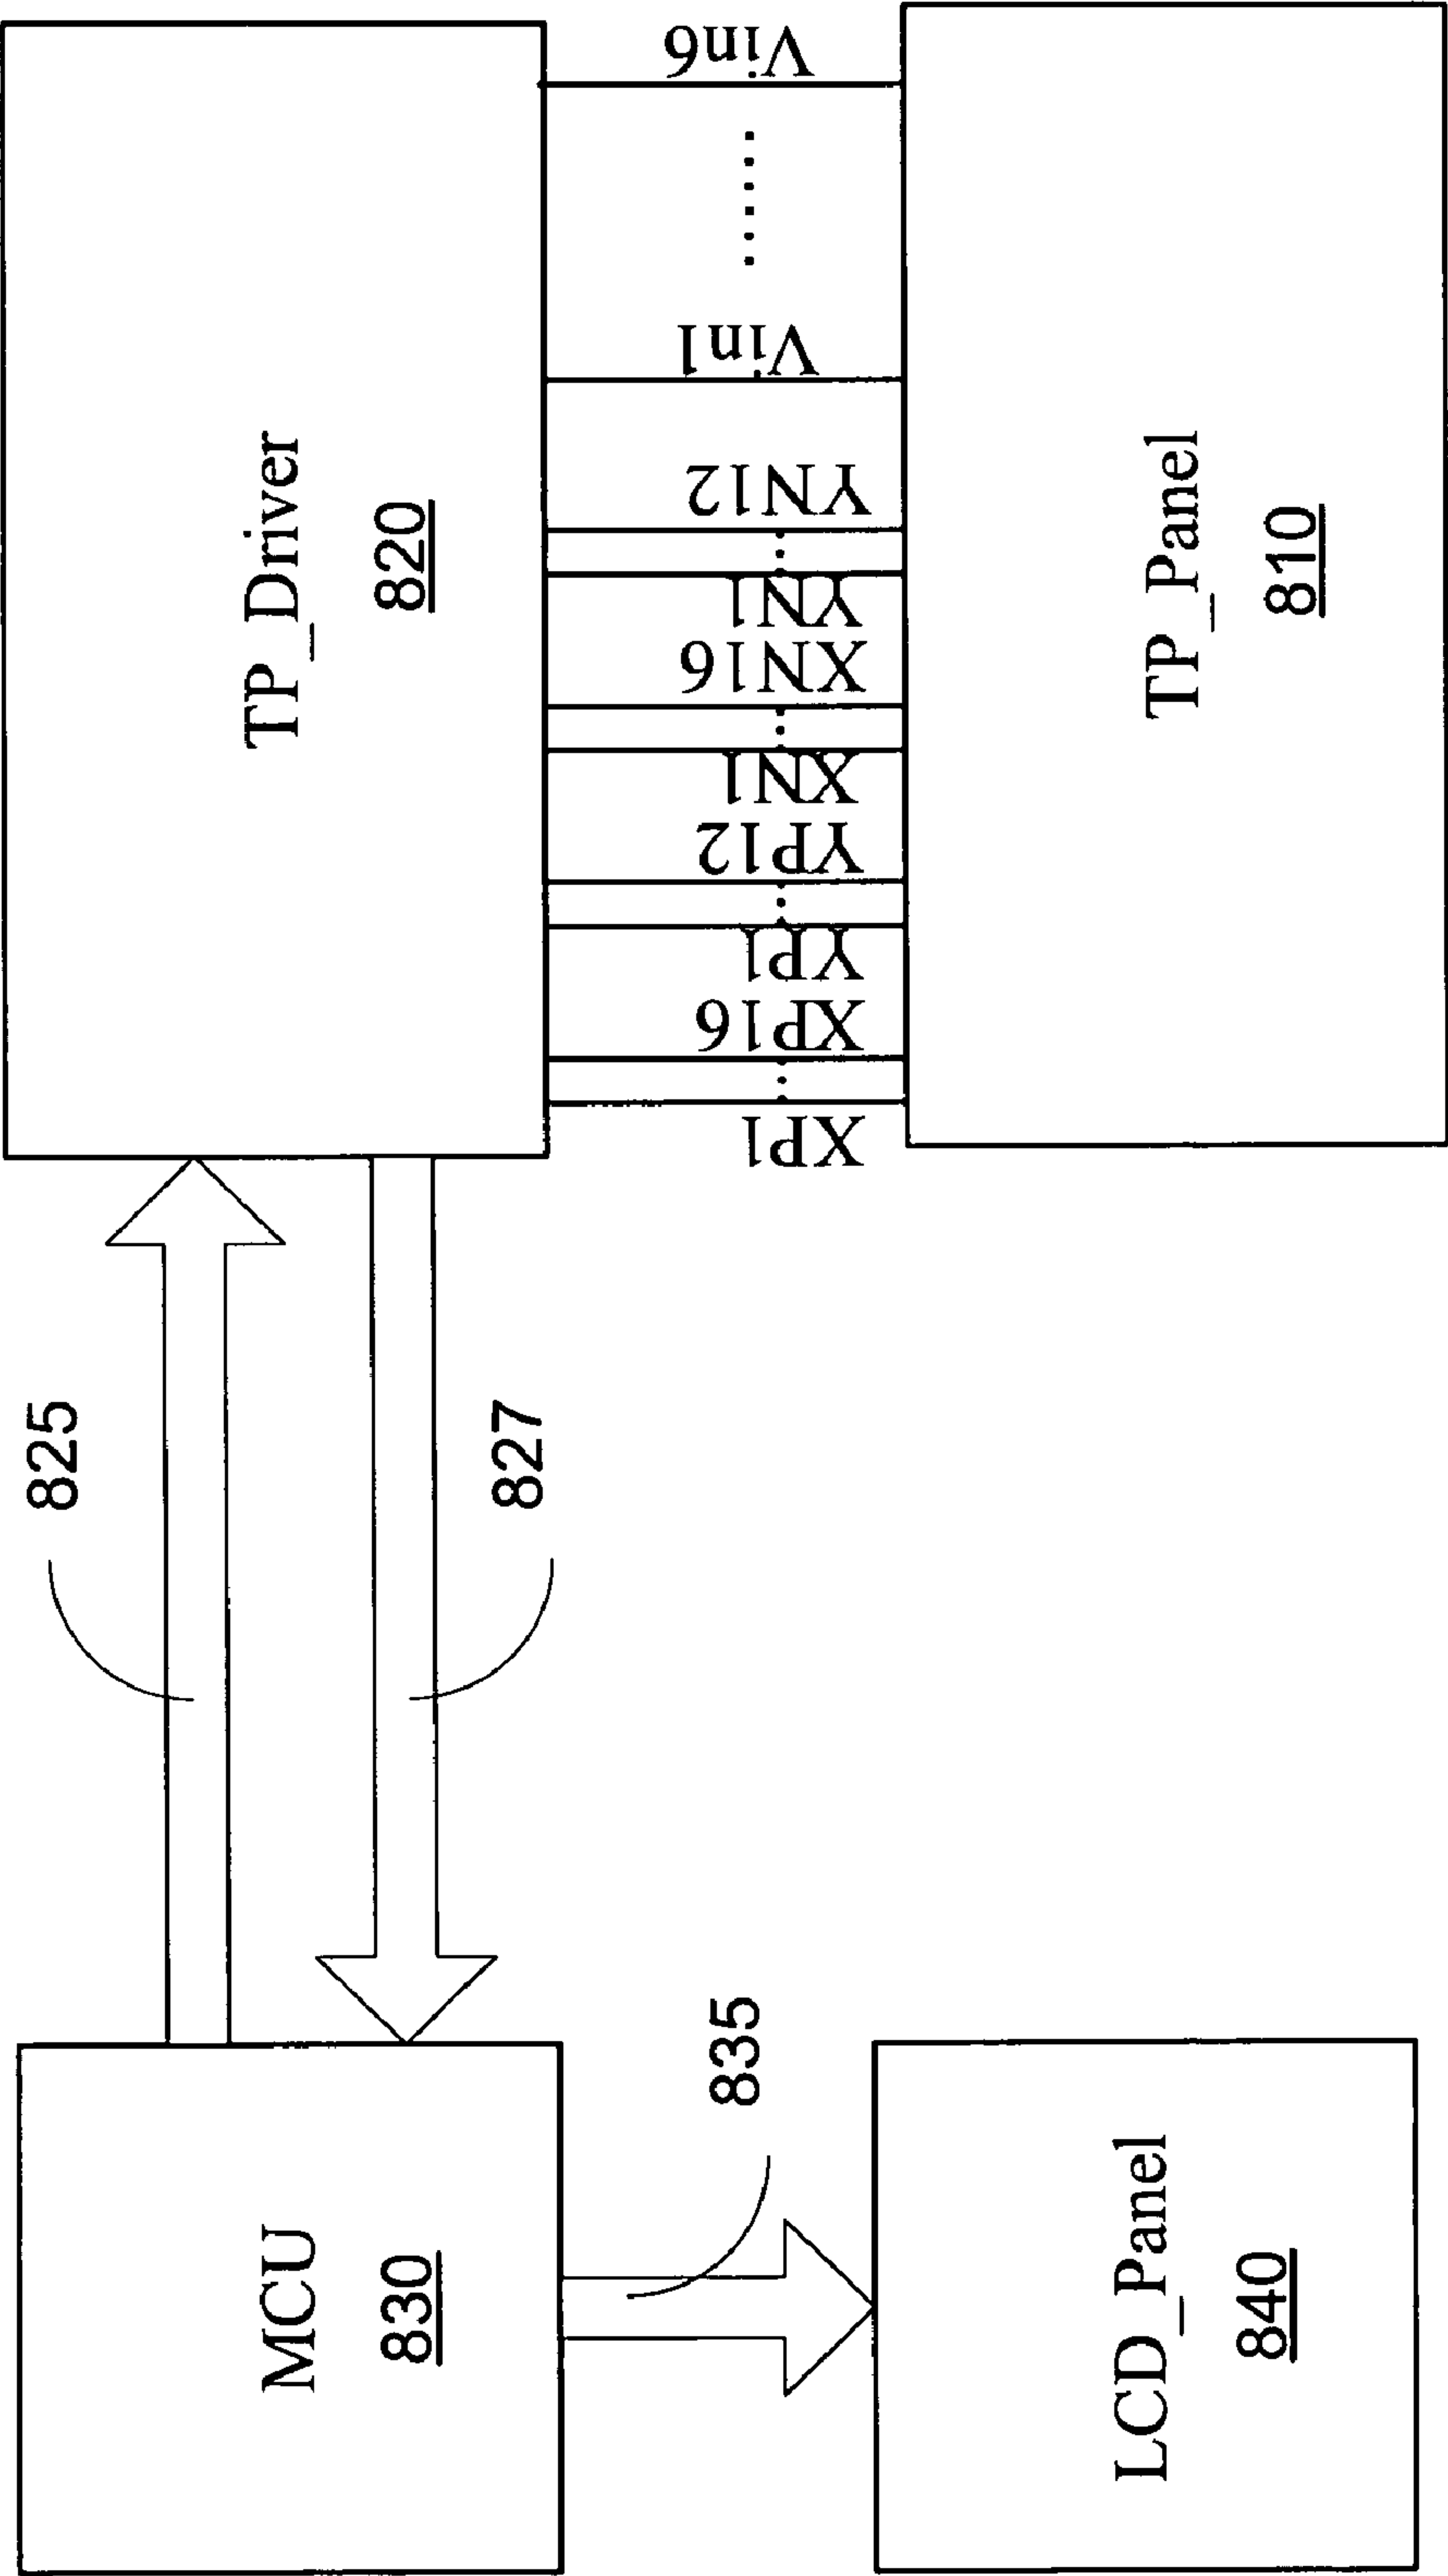 MCU
830
825
827
835
LCD_Panel
840
TP_Driver
820
XP1
XP16
YP1
YP12
XN1
XN16
YN1
YN12
Vin1
......
Vin6
TP_Panel
810